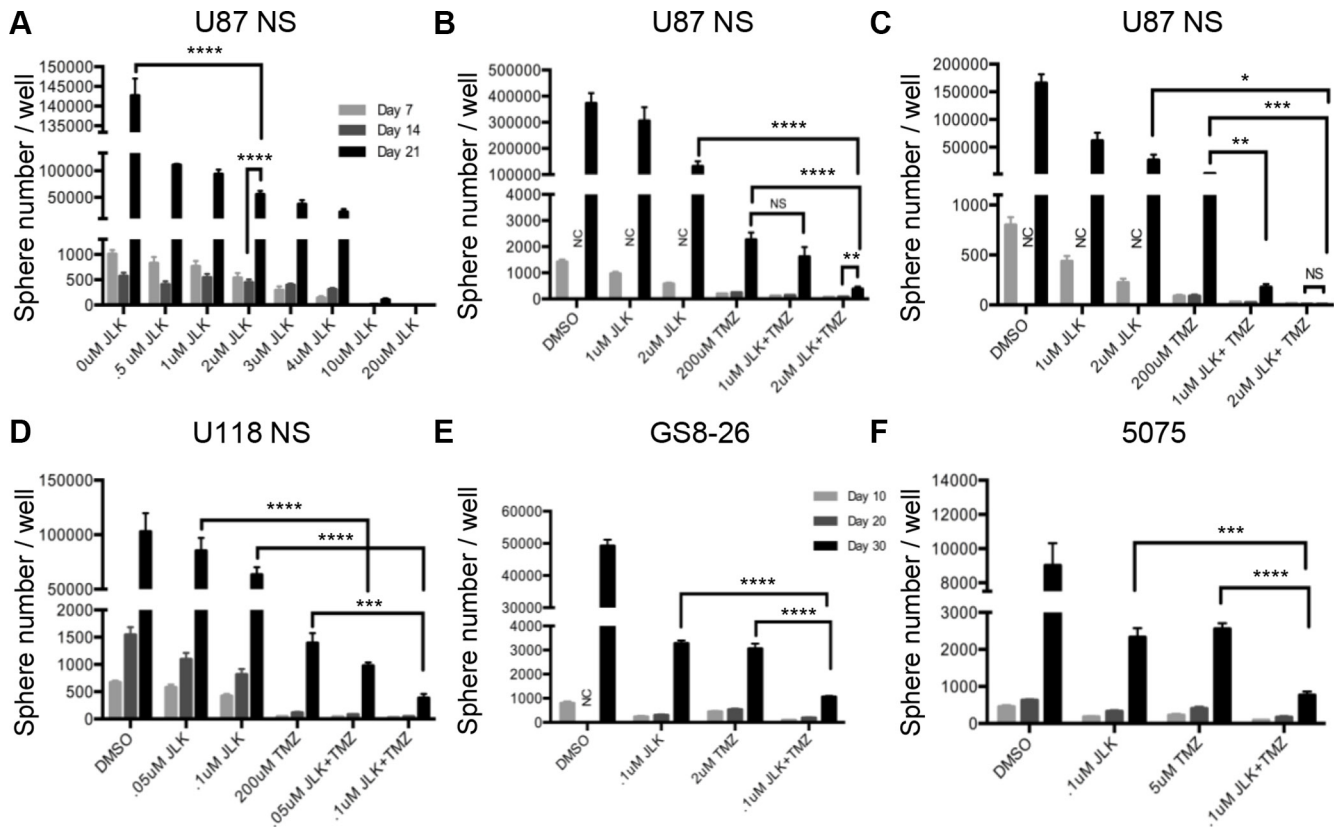 A
U87 NS
Sphere number / well
150000
145000
140000
135000
100000
50000
1000
500
0
****
****
Day 7
Day 14
Day 21
0uM JLK
.5 uM JLK
1uM JLK
2uM JLK
3uM JLK
4uM JLK
10uM JLK
20uM JLK
B
U87 NS
Sphere number / well
500000
400000
300000
200000
100000
4000
3000
2000
1000
0
NC
NC
NC
****
****
NS
**
DMSO
1uM JLK
2uM JLK
200uM TMZ
1uM JLK+TMZ
2uM JLK+TMZ
C
U87 NS
Sphere number / well
200000
150000
100000
50000
1000
500
0
NC
NC
NC
*
***
**
NS
DMSO
1uM JLK
2uM JLK
200uM TMZ
1uM JLK+ TMZ
2uM JLK+ TMZ
D
U118 NS
Sphere number / well
150000
100000
50000
2000
1500
1000
500
0
****
****
***
DMSO
.05uM JLK
.1uM JLK
200uM TMZ
.05uM JLK+TMZ
.1uM JLK+TMZ
E
GS8-26
Sphere number / well
60000
50000
40000
30000
4000
3000
2000
1000
0
NC
****
****
Day 10
Day 20
Day 30
DMSO
.1uM JLK
2uM TMZ
.1uM JLK+TMZ
F
5075
Sphere number / well
14000
12000
10000
8000
3000
2000
1000
0
***
****
DMSO
.1uM JLK
5uM TMZ
.1uM JLK+TMZ